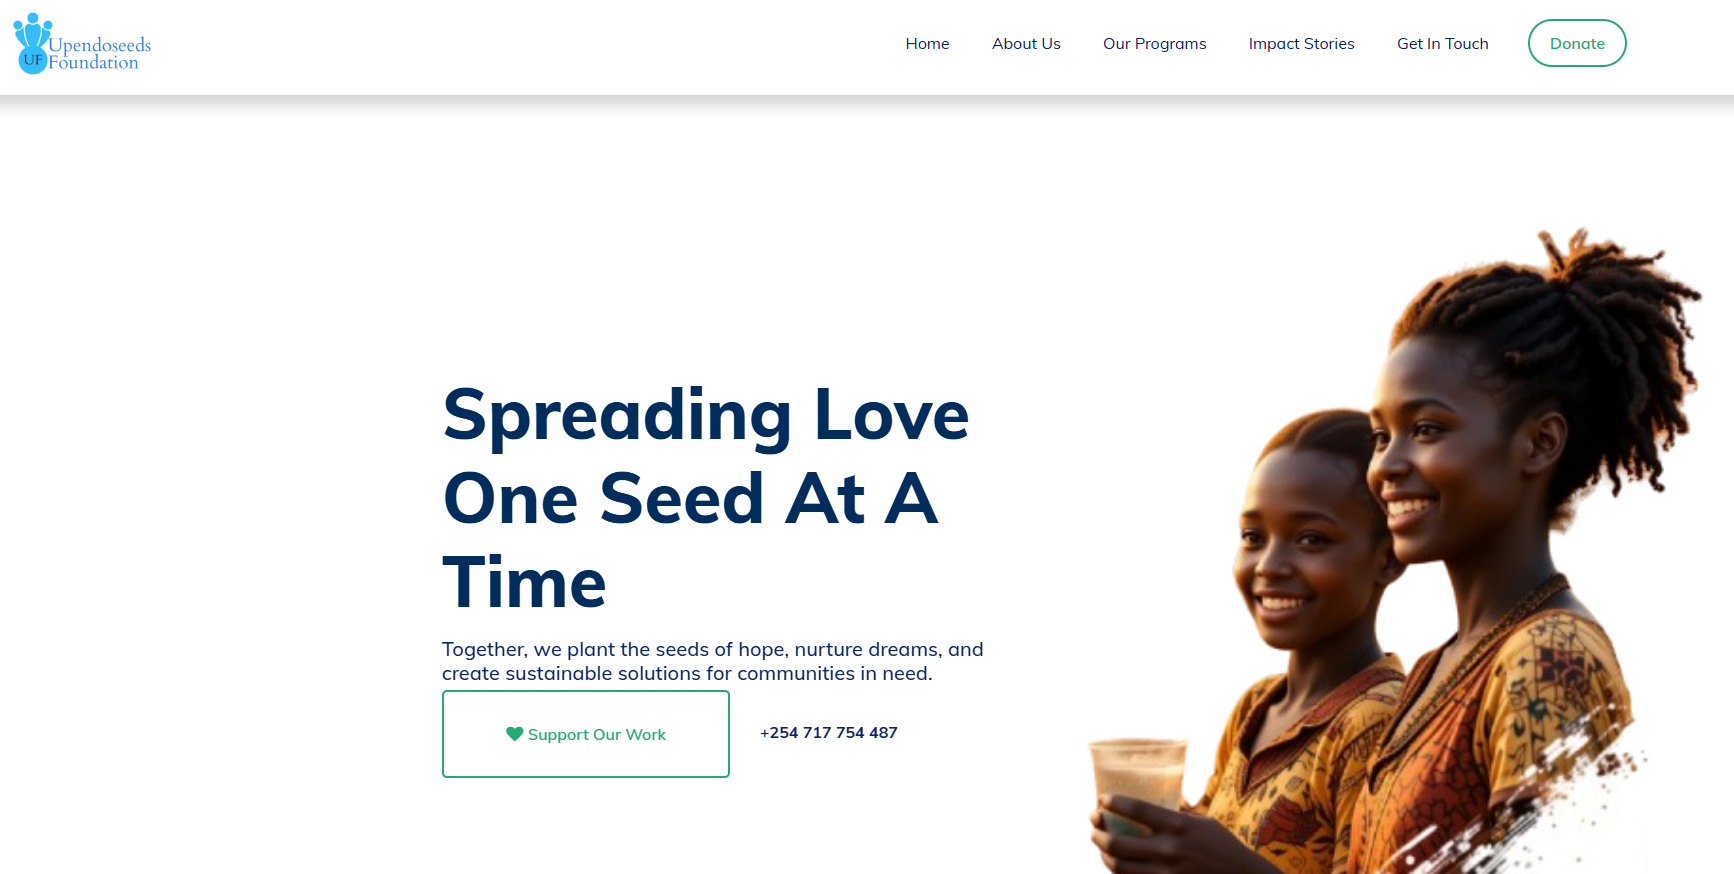 Upendoseeds
UF Foundation
Home About Us Our Programs Impact Stories Get In Touch Donate
Spreading Love
One Seed At A
Time
Together, we plant the seeds of hope, nurture dreams, and
create sustainable solutions for communities in need.
Support Our Work +254 717 754 487